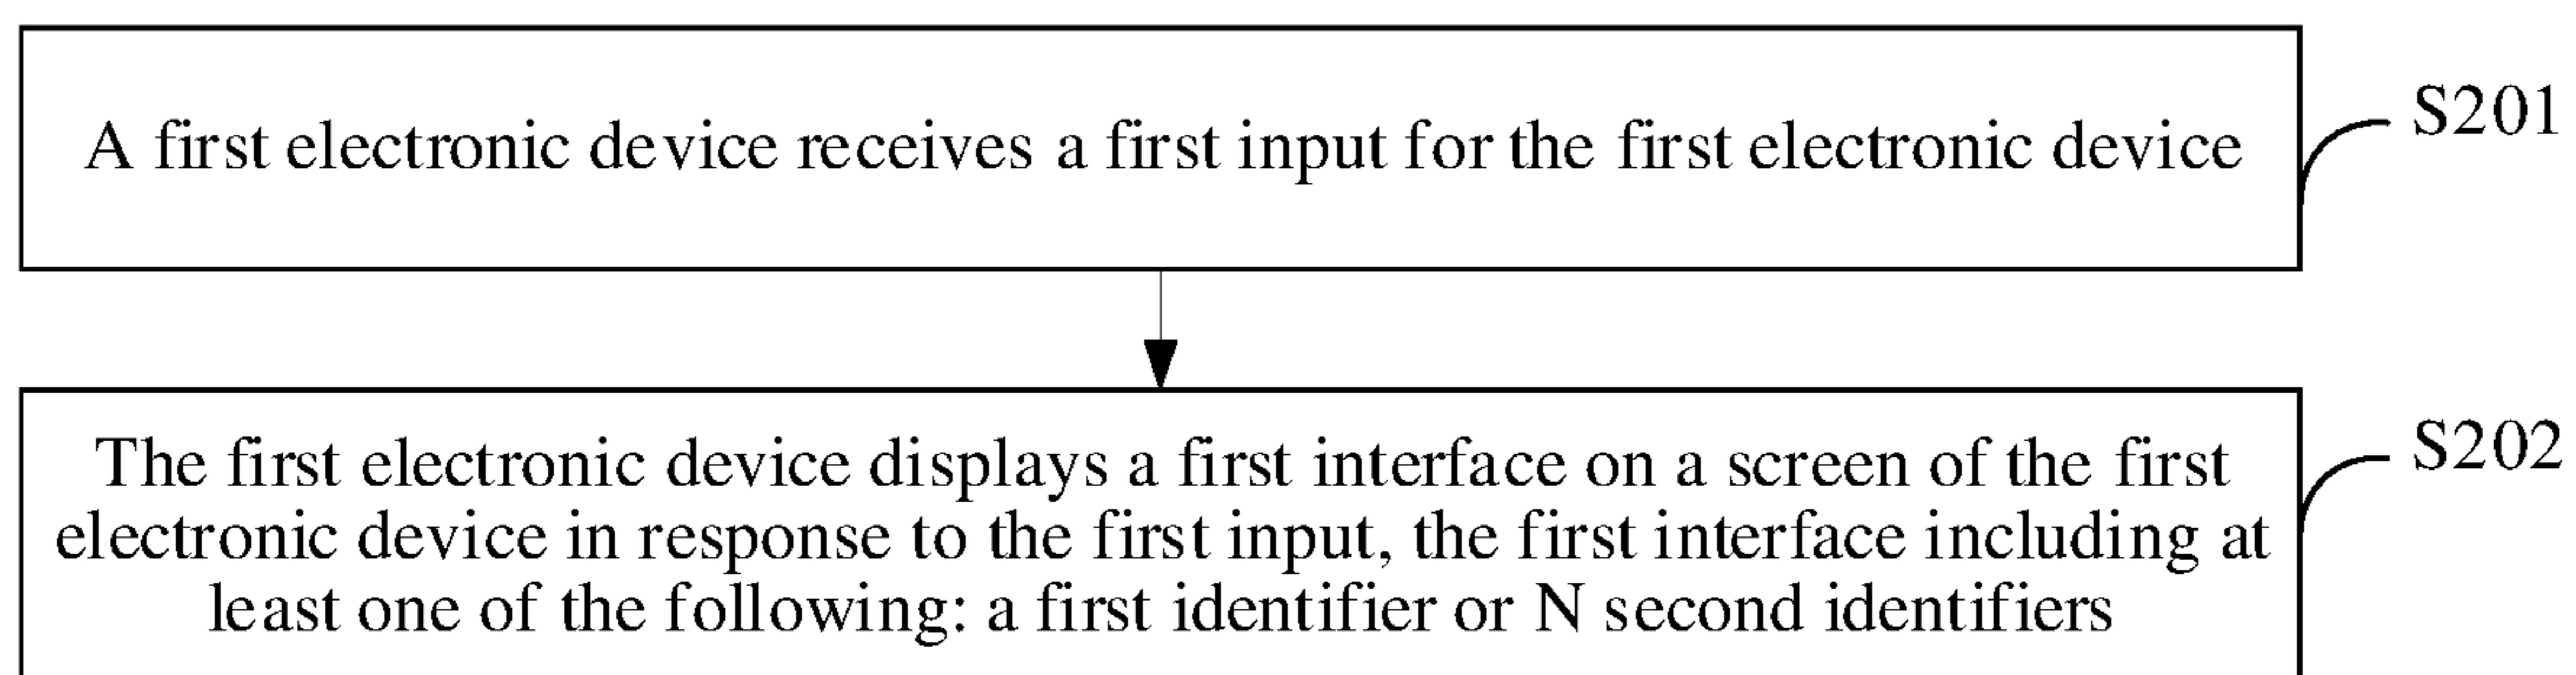 A first electronic device receives a first input for the first electronic device
S201
The first electronic device displays a first interface on a screen of the first
electronic device in response to the first input, the first interface including at
least one of the following: a first identifier or N second identifiers
S202